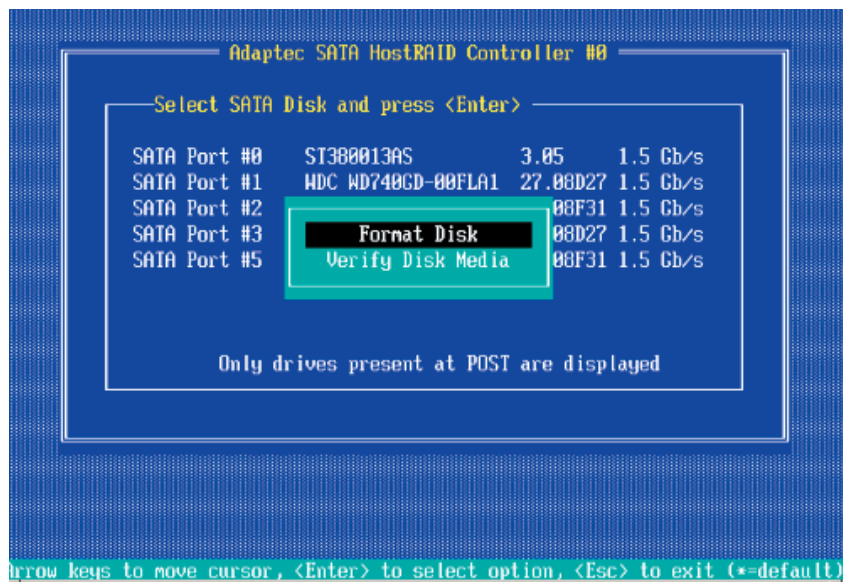 Adaptec SATA HostRAID Controller #0
Select SATA Disk and press <Enter>
SATA Port #0 ST380013AS 3.05 1.5 Gb/s
SATA Port #1 WDC WD740GD-00FLA1 27.08D27 1.5 Gb/s
SATA Port #2 08F31 1.5 Gb/s
SATA Port #3 Format Disk 08D27 1.5 Gb/s
SATA Port #5 Verify Disk Media 08F31 1.5 Gb/s
Only drives present at POST are displayed
Arrow keys to move cursor, <Enter> to select option, <Esc> to exit (*=default)